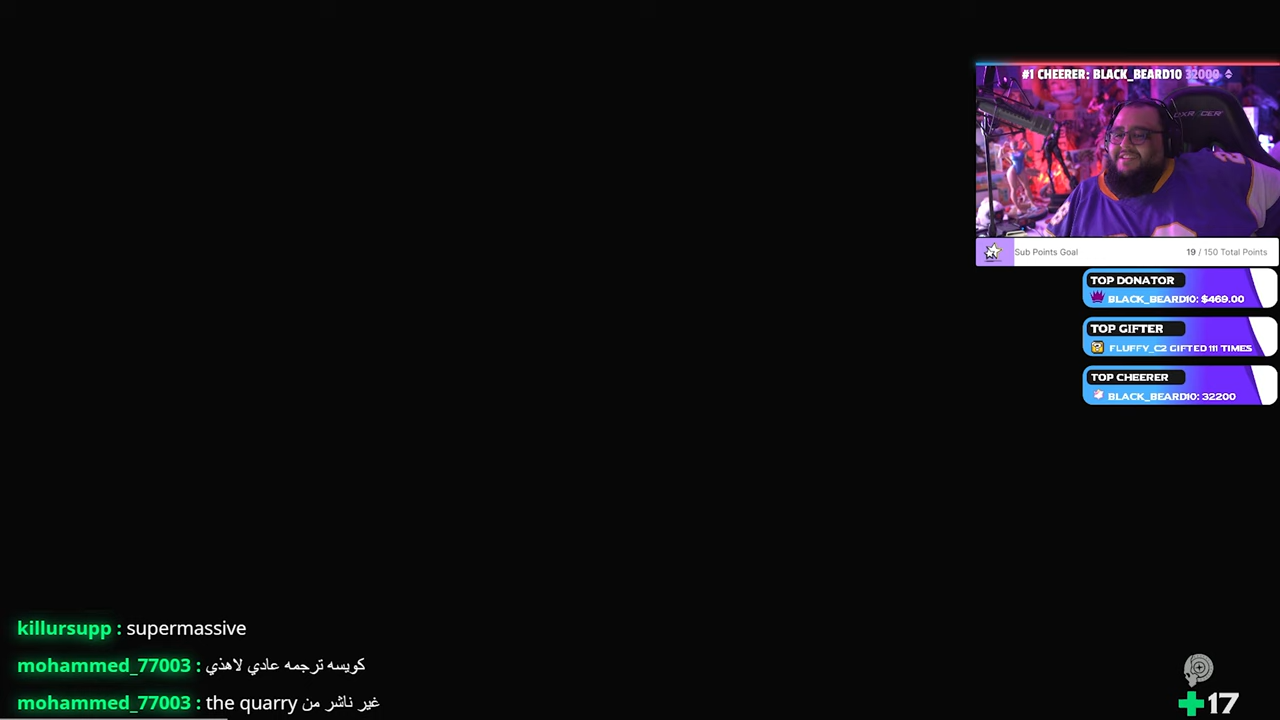 #1 CHEERER: BLACK_BEARD10 32000
DXRACER
Sub Points Goal 19 / 150 Total Points
TOP DONATOR
BLACK_BEARD10: $469.00
TOP GIFTER
FLUFFY_C2 GIFTED 111 TIMES
TOP CHEERER
BLACK_BEARD10: 32200
killursupp : supermassive
mohammed_77003 : كويسه ترجمه عادي لاهذي
mohammed_77003 : the quarry غير ناشر من
+17